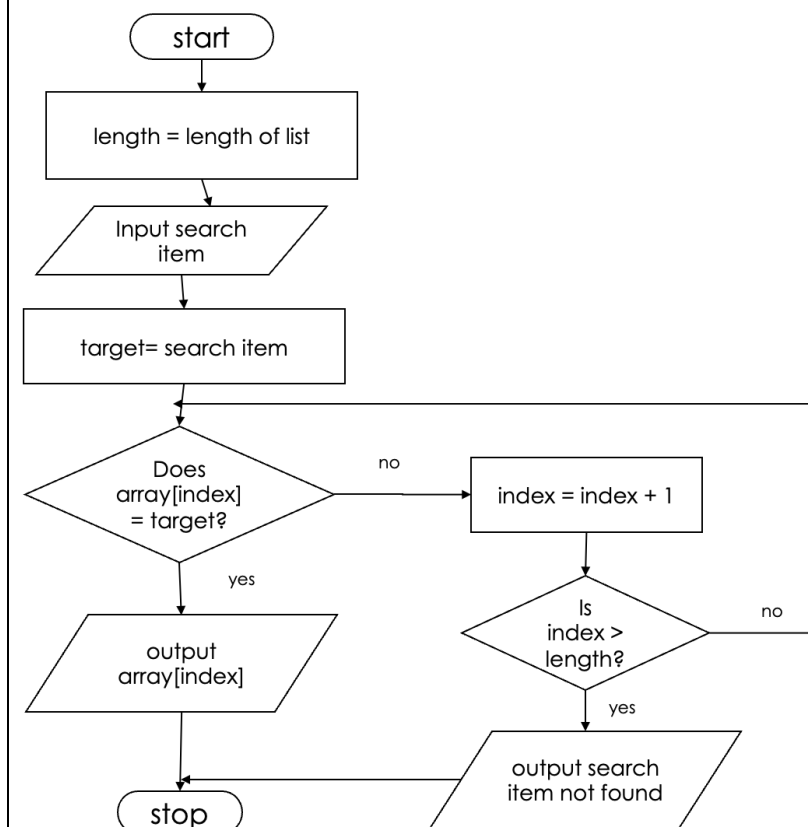 start
length = length of list
Input search
item
target= search item
Does
array[index]
= target?
no
index = index + 1
yes
Is
index >
length?
no
output
array[index]
yes
output search
item not found
stop